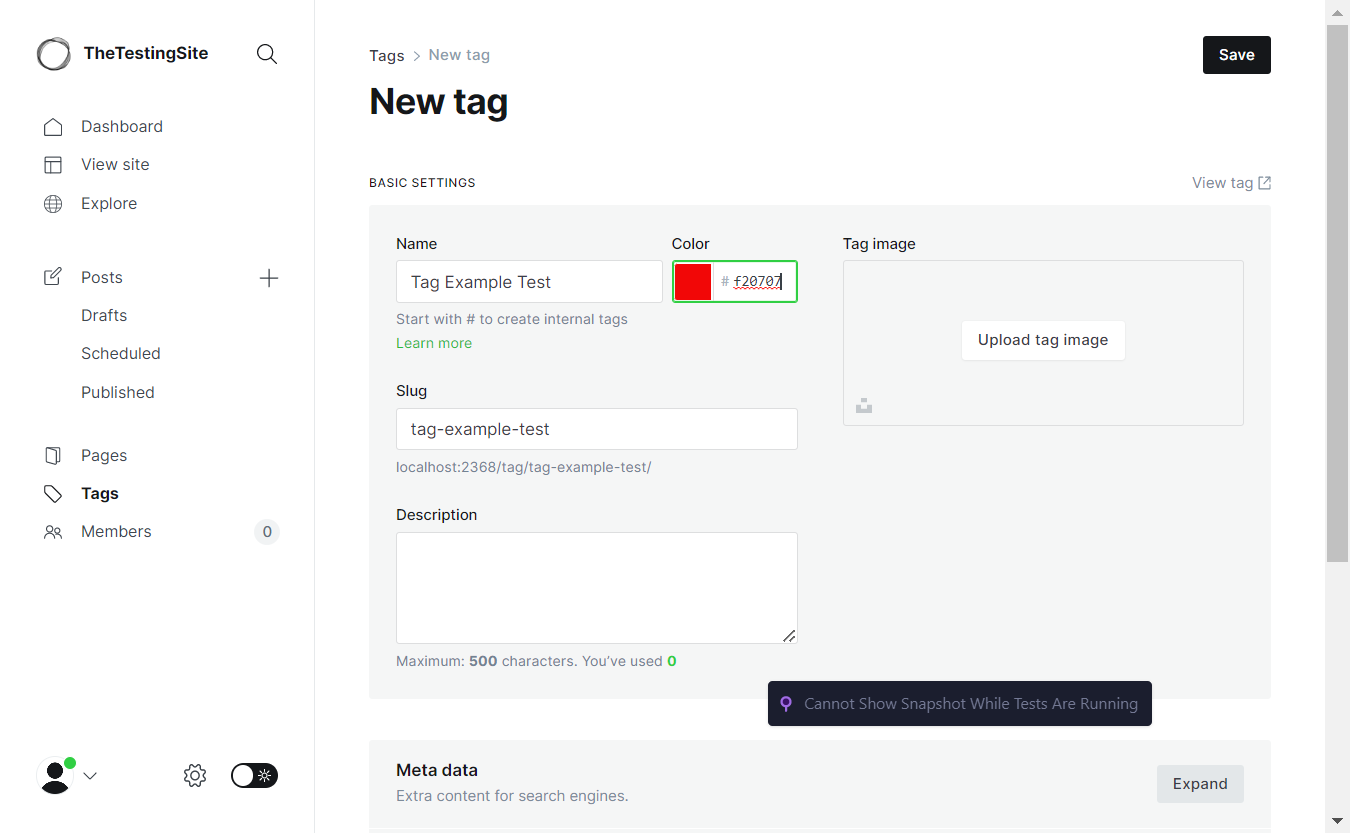 TheTestingSite
Dashboard
View site
Explore
Posts
Drafts
Scheduled
Published
Pages
Tags
Members
0
Tags > New tag
Save
New tag
BASIC SETTINGS
View tag
Name
Tag Example Test
Start with # to create internal tags
Learn more
Color
# f20707
Slug
tag-example-test
localhost:2368/tag/tag-example-test/
Description
Maximum: 500 characters. You’ve used 0
Tag image
Upload tag image
Cannot Show Snapshot While Tests Are Running
Meta data
Extra content for search engines.
Expand